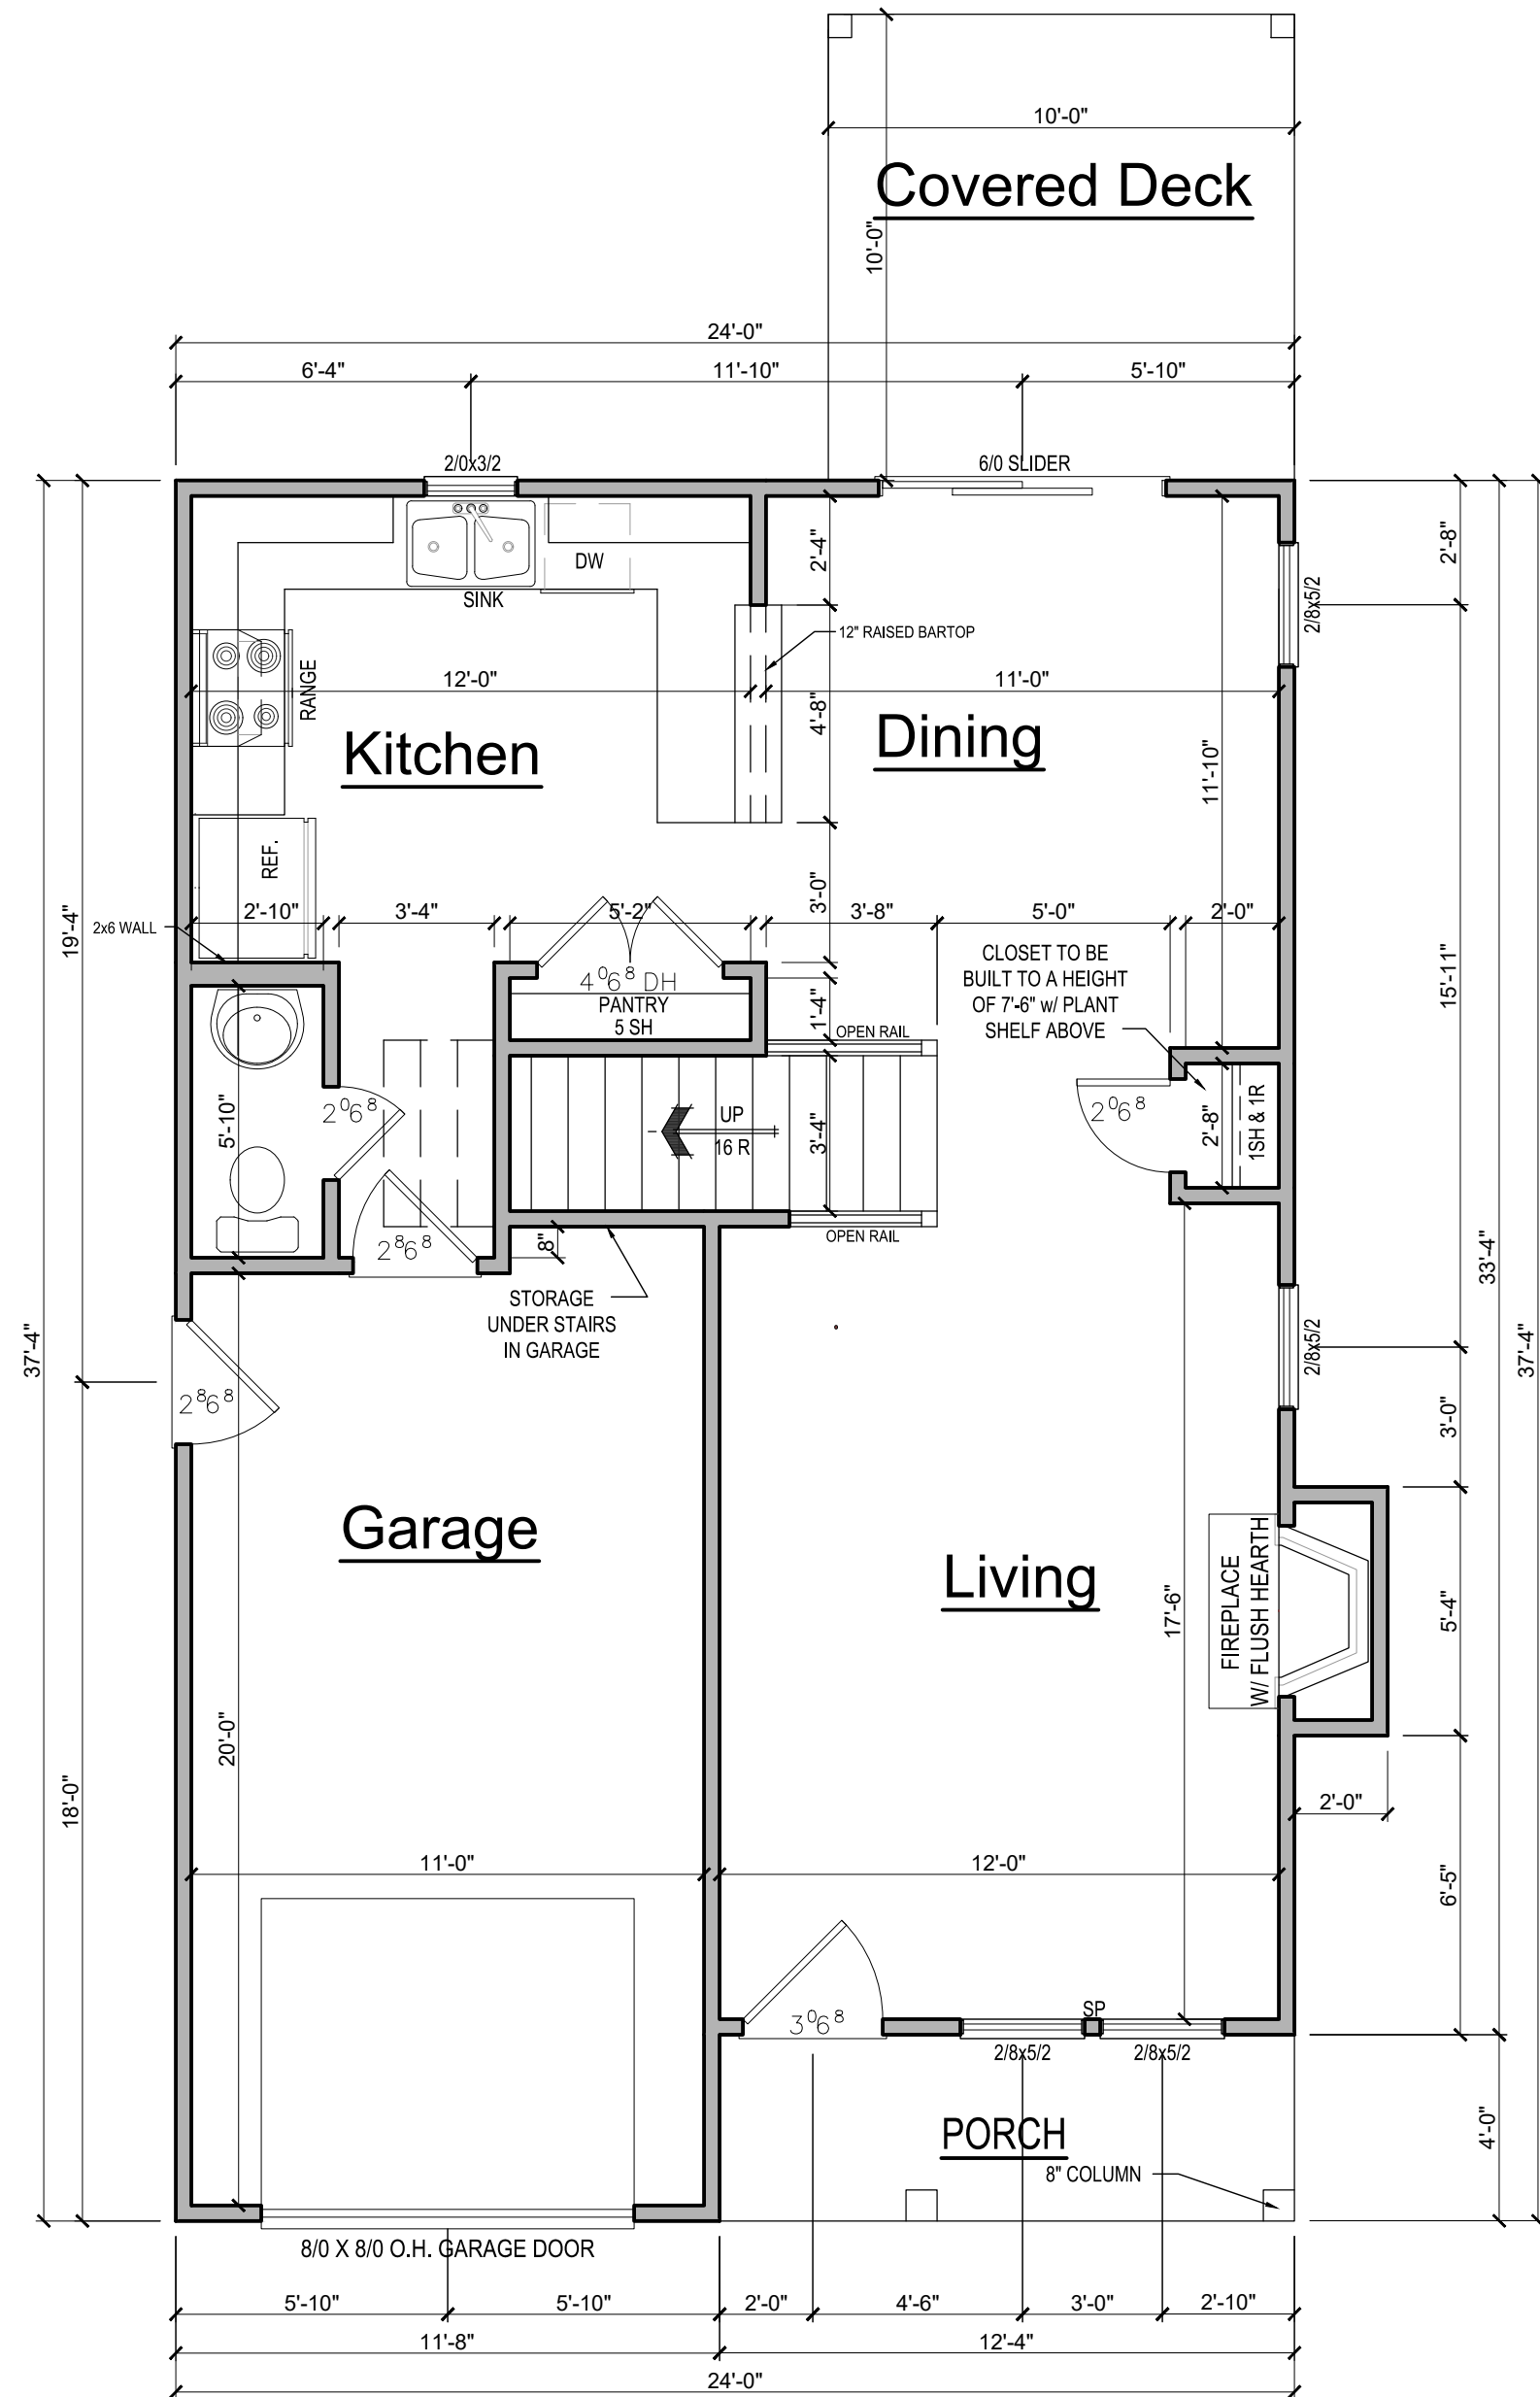 10'-0"
Covered Deck
10'-0"
24'-0"
6'-4"
11'-10"
5'-10"
2/0x3/2
6/0 SLIDER
2'-8"
2'-4"
DW
SINK
2/8x5/2
12" RAISED BARTOP
RANGE
12'-0"
11'-0"
4'-8"
Kitchen
Dining
11'-10"
REF.
3'-0"
19'-4"
2x6 WALL
2'-10"
3'-4"
5'-2"
3'-8"
5'-0"
2'-0"
CLOSET TO BE
BUILT TO A HEIGHT
OF 7'-6" w/ PLANT
SHELF ABOVE
15'-11"
4⁰6⁸ DH
PANTRY
5 SH
1'-4"
OPEN RAIL
5'-10"
2⁰6⁸
UP
16 R
3'-4"
2⁰6⁸
2'-8"
1SH & 1R
OPEN RAIL
2⁸6⁸
8"
33'-4"
STORAGE
UNDER STAIRS
IN GARAGE
37'-4"
2/8x5/2
37'-4"
2⁸6⁸
3'-0"
Garage
Living
FIREPLACE
W/ FLUSH HEARTH
17'-6"
5'-4"
20'-0"
18'-0"
2'-0"
11'-0"
12'-0"
6'-5"
3⁰6⁸
SP
2/8x5/2
2/8x5/2
PORCH
8" COLUMN
4'-0"
8/0 X 8/0 O.H. GARAGE DOOR
5'-10"
5'-10"
2'-0"
4'-6"
3'-0"
2'-10"
11'-8"
12'-4"
24'-0"